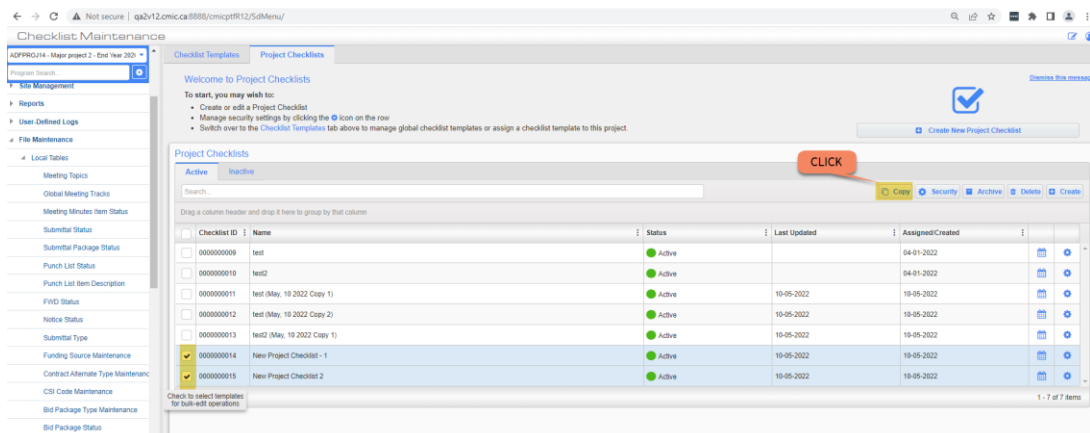 Not secure | qa2v12.cmic.ca:8888/cmicptfR12/SdMenu/
Checklist Maintenance
ADFPROJ14 - Major project 2 - End Year 202
Program Search...
Site Management
Reports
User-Defined Logs
File Maintenance
Local Tables
Meeting Topics
Global Meeting Tracks
Meeting Minutes Item Status
Submittal Status
Submittal Package Status
Punch List Status
Punch List Item Description
FWD Status
Notice Status
Submittal Type
Funding Source Maintenance
Contract Alternate Type Maintenanc
CSI Code Maintenance
Bid Package Type Maintenance
Bid Package Status
Checklist Templates Project Checklists
Welcome to Project Checklists
Dismiss this messag
To start, you may wish to:
• Create or edit a Project Checklist
• Manage security settings by clicking the icon on the row
• Switch over to the Checklist Templates tab above to manage global checklist templates or assign a checklist template to this project.
Create New Project Checklist
Project Checklists
CLICK
Active Inactive
Search...
Copy Security Archive Delete Create
Drag a column header and drop it here to group by that column
Checklist ID Name Status Last Updated Assigned/Created
0000000009 test Active 04-01-2022
0000000010 test2 Active 04-01-2022
0000000011 test (May, 10 2022 Copy 1) Active 10-05-2022 10-05-2022
0000000012 test (May, 10 2022 Copy 2) Active 10-05-2022 10-05-2022
0000000013 test2 (May, 10 2022 Copy 1) Active 10-05-2022 10-05-2022
0000000014 New Project Checklist - 1 Active 10-05-2022 10-05-2022
0000000015 New Project Checklist 2 Active 10-05-2022 10-05-2022
Check to select templates
for bulk-edit operations
1 - 7 of 7 items